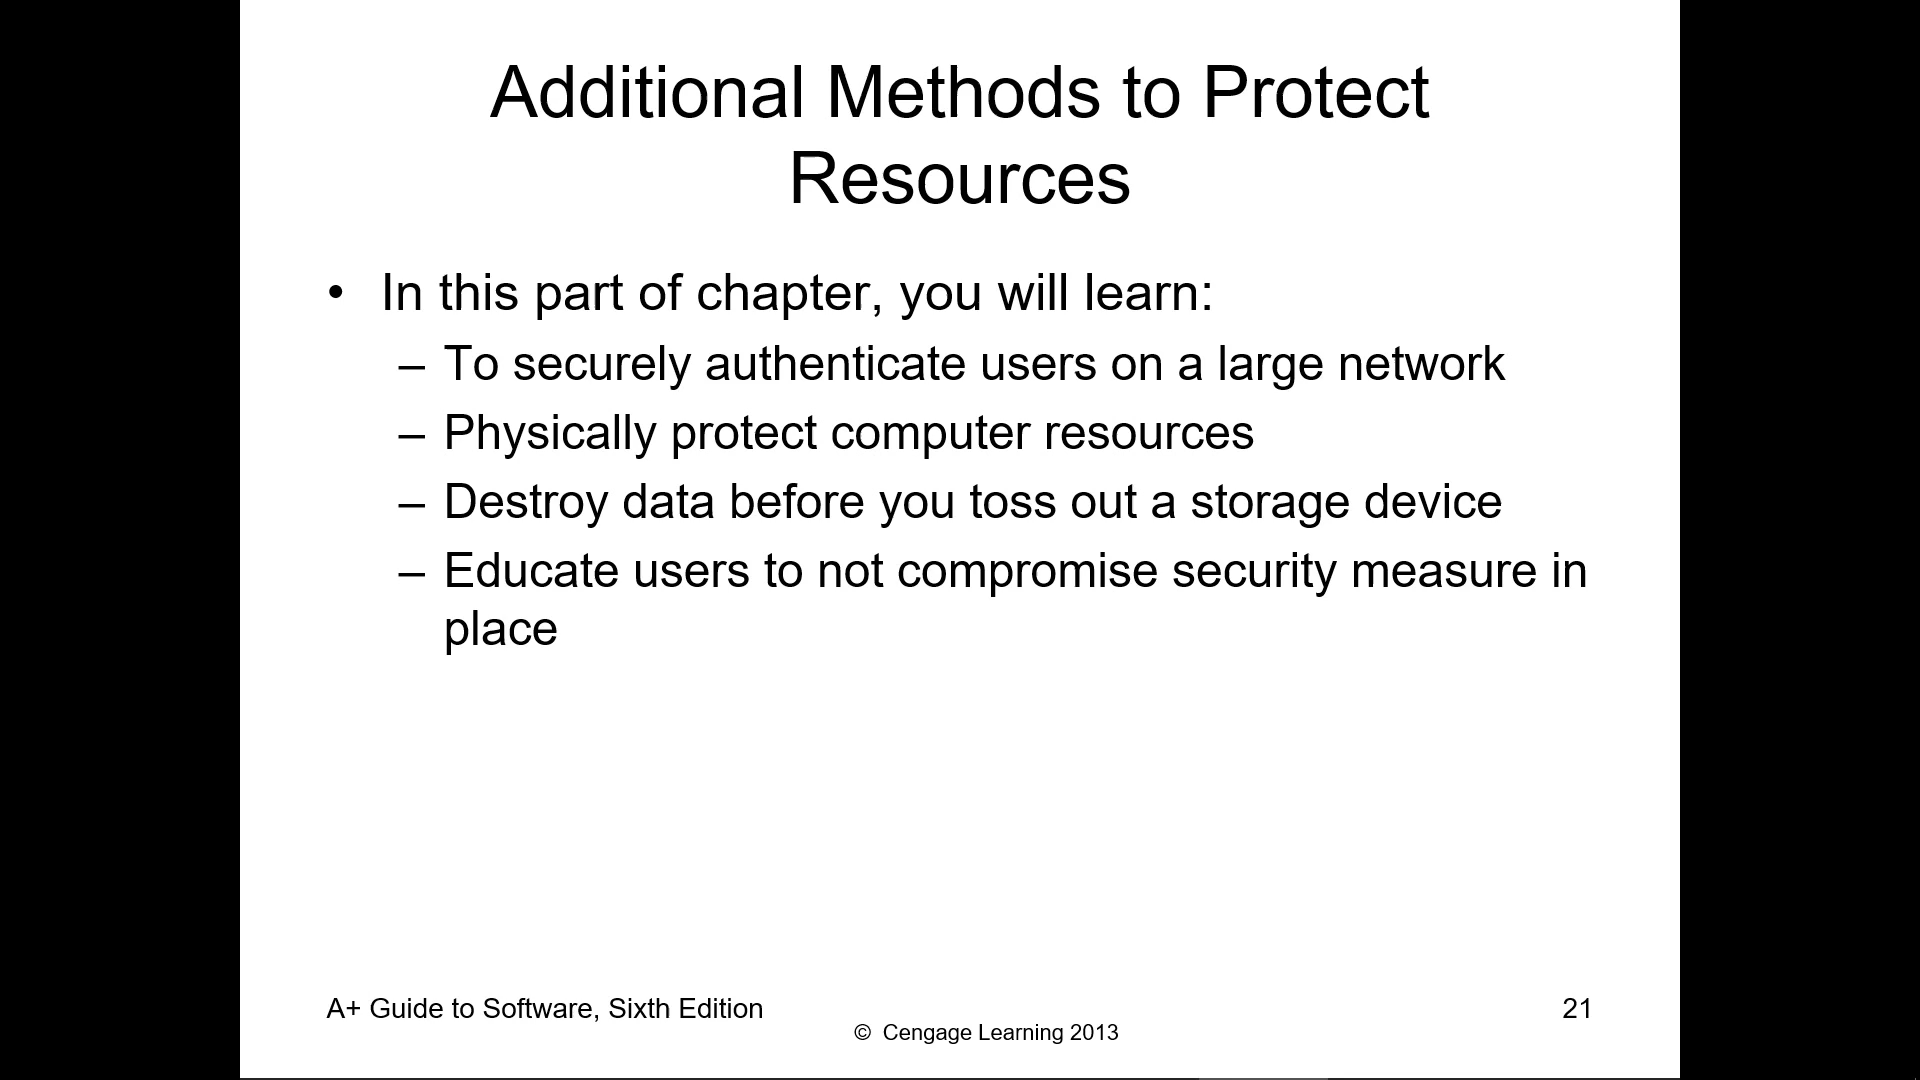 Additional Methods to Protect
Resources
• In this part of chapter, you will learn:
– To securely authenticate users on a large network
– Physically protect computer resources
– Destroy data before you toss out a storage device
– Educate users to not compromise security measure in
place
A+ Guide to Software, Sixth Edition
© Cengage Learning 2013
21